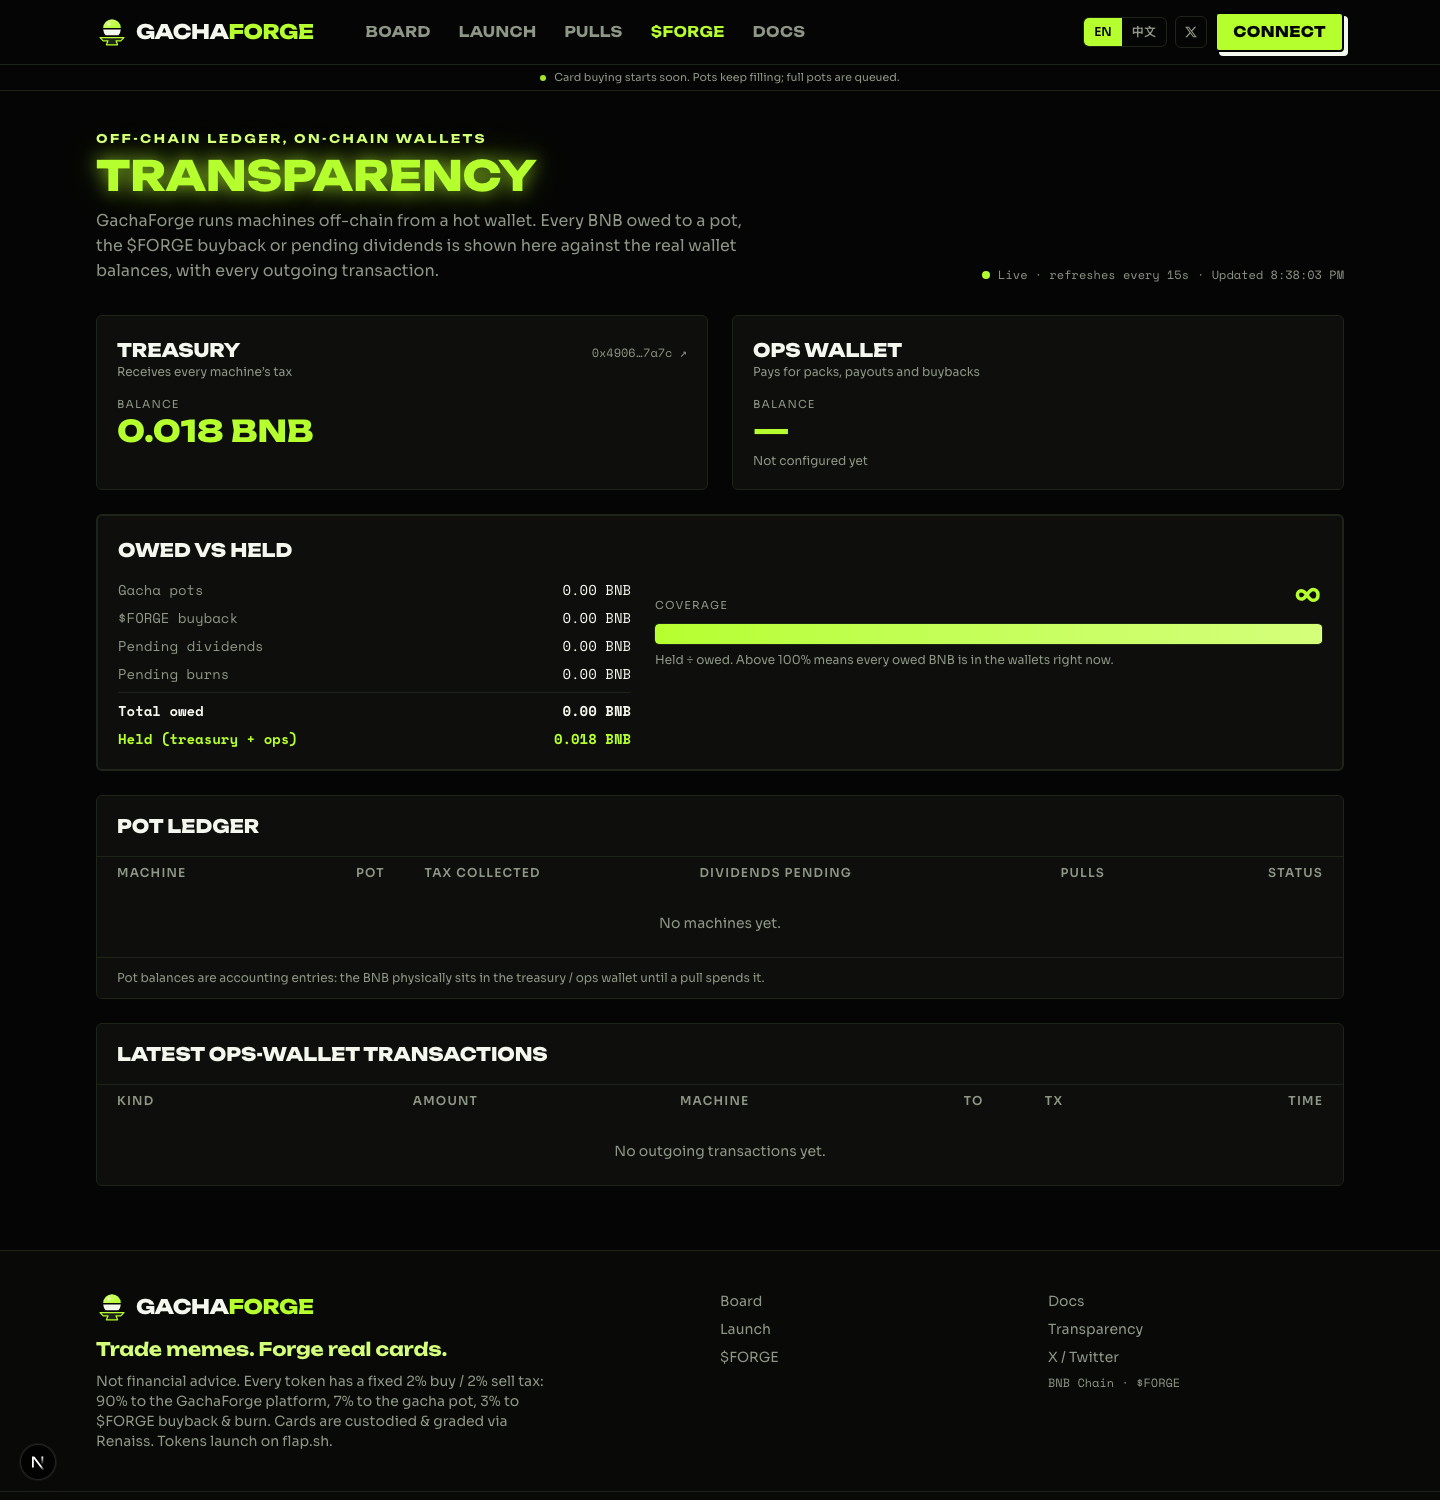 GACHAFORGE
BOARD LAUNCH PULLS $FORGE DOCS
EN 中文 CONNECT
Card buying starts soon. Pots keep filling; full pots are queued.
OFF-CHAIN LEDGER, ON-CHAIN WALLETS
TRANSPARENCY
GachaForge runs machines off-chain from a hot wallet. Every BNB owed to a pot,
the $FORGE buyback or pending dividends is shown here against the real wallet
balances, with every outgoing transaction.
Live · refreshes every 15s · Updated 8:38:03 PM
TREASURY
0x4906…7a7c ↗
Receives every machine's tax
BALANCE
0.018 BNB
OPS WALLET
Pays for packs, payouts and buybacks
BALANCE
—
Not configured yet
OWED VS HELD
Gacha pots 0.00 BNB
$FORGE buyback 0.00 BNB
Pending dividends 0.00 BNB
Pending burns 0.00 BNB
Total owed 0.00 BNB
Held (treasury + ops) 0.018 BNB
COVERAGE ∞
Held ÷ owed. Above 100% means every owed BNB is in the wallets right now.
POT LEDGER
MACHINE POT TAX COLLECTED DIVIDENDS PENDING PULLS STATUS
No machines yet.
Pot balances are accounting entries: the BNB physically sits in the treasury / ops wallet until a pull spends it.
LATEST OPS-WALLET TRANSACTIONS
KIND AMOUNT MACHINE TO TX TIME
No outgoing transactions yet.
GACHAFORGE
Trade memes. Forge real cards.
Not financial advice. Every token has a fixed 2% buy / 2% sell tax:
90% to the GachaForge platform, 7% to the gacha pot, 3% to
$FORGE buyback & burn. Cards are custodied & graded via
Renaiss. Tokens launch on flap.sh.
Board
Launch
$FORGE
Docs
Transparency
X / Twitter
BNB Chain · $FORGE
N